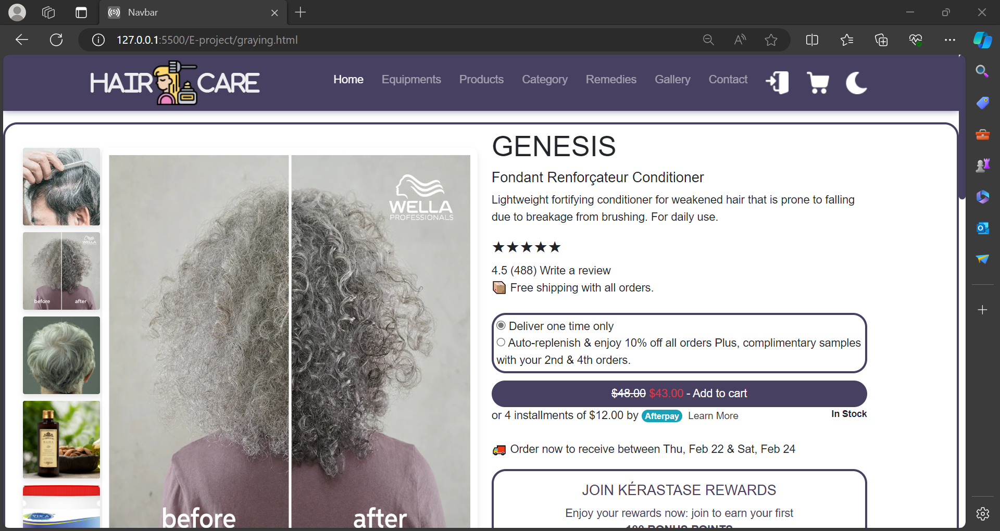 Navbar
127.0.0.1:5500/E-project/graying.html
HAIR CARE
Home Equipments Products Category Remedies Gallery Contact
GENESIS
Fondant Renforçateur Conditioner
Lightweight fortifying conditioner for weakened hair that is prone to falling
due to breakage from brushing. For daily use.
★★★★★
4.5 (488) Write a review
Free shipping with all orders.
Deliver one time only
Auto-replenish & enjoy 10% off all orders Plus, complimentary samples
with your 2nd & 4th orders.
$48.00 $43.00 - Add to cart
or 4 installments of $12.00 by Afterpay Learn More
In Stock
Order now to receive between Thu, Feb 22 & Sat, Feb 24
JOIN KÉRASTASE REWARDS
Enjoy your rewards now: join to earn your first
100 BONUS POINTS
WELLA
PROFESSIONALS
before after
WELLA
before after
VHCA